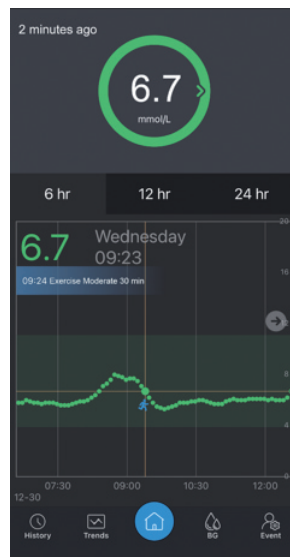 2 minutes ago
6.7
mmol/L
6 hr 12 hr 24 hr
20
6.7 Wednesday
09:23
16
09:24 Exercise Moderate 30 min
8
4
0
07:30 09:00 10:30 12:00
12-30
History Trends BG Event